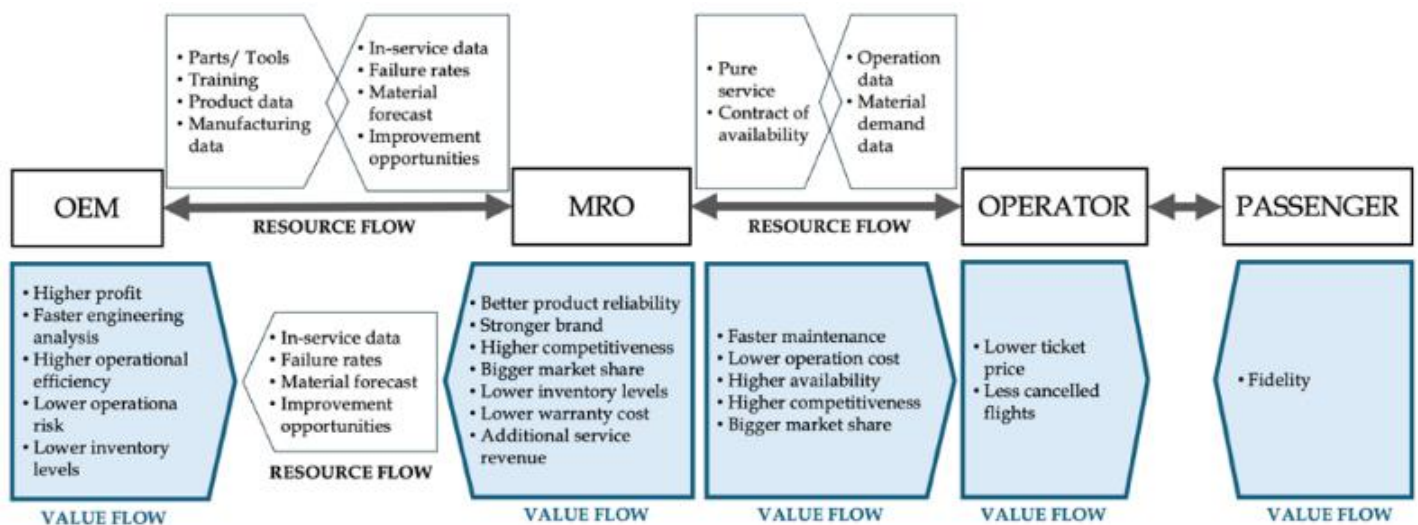 • Parts/ Tools
• Training
• Product data
• Manufacturing
data
• In-service data
• Failure rates
• Material
forecast
• Improvement
opportunities
• Pure
service
• Contract of
availability
• Operation
data
• Material
demand
data
OEM
RESOURCE FLOW
MRO
RESOURCE FLOW
OPERATOR
PASSENGER
• Higher profit
• Faster engineering
analysis
• Higher operational
efficiency
• Lower operationa
risk
• Lower inventory
levels
VALUE FLOW
• In-service data
• Failure rates
• Material forecast
• Improvement
opportunities
RESOURCE FLOW
• Better product reliability
• Stronger brand
• Higher competitiveness
• Bigger market share
• Lower inventory levels
• Lower warranty cost
• Additional service
revenue
VALUE FLOW
• Faster maintenance
• Lower operation cost
• Higher availability
• Higher competitiveness
• Bigger market share
VALUE FLOW
• Lower ticket
price
• Less cancelled
flights
VALUE FLOW
• Fidelity
VALUE FLOW